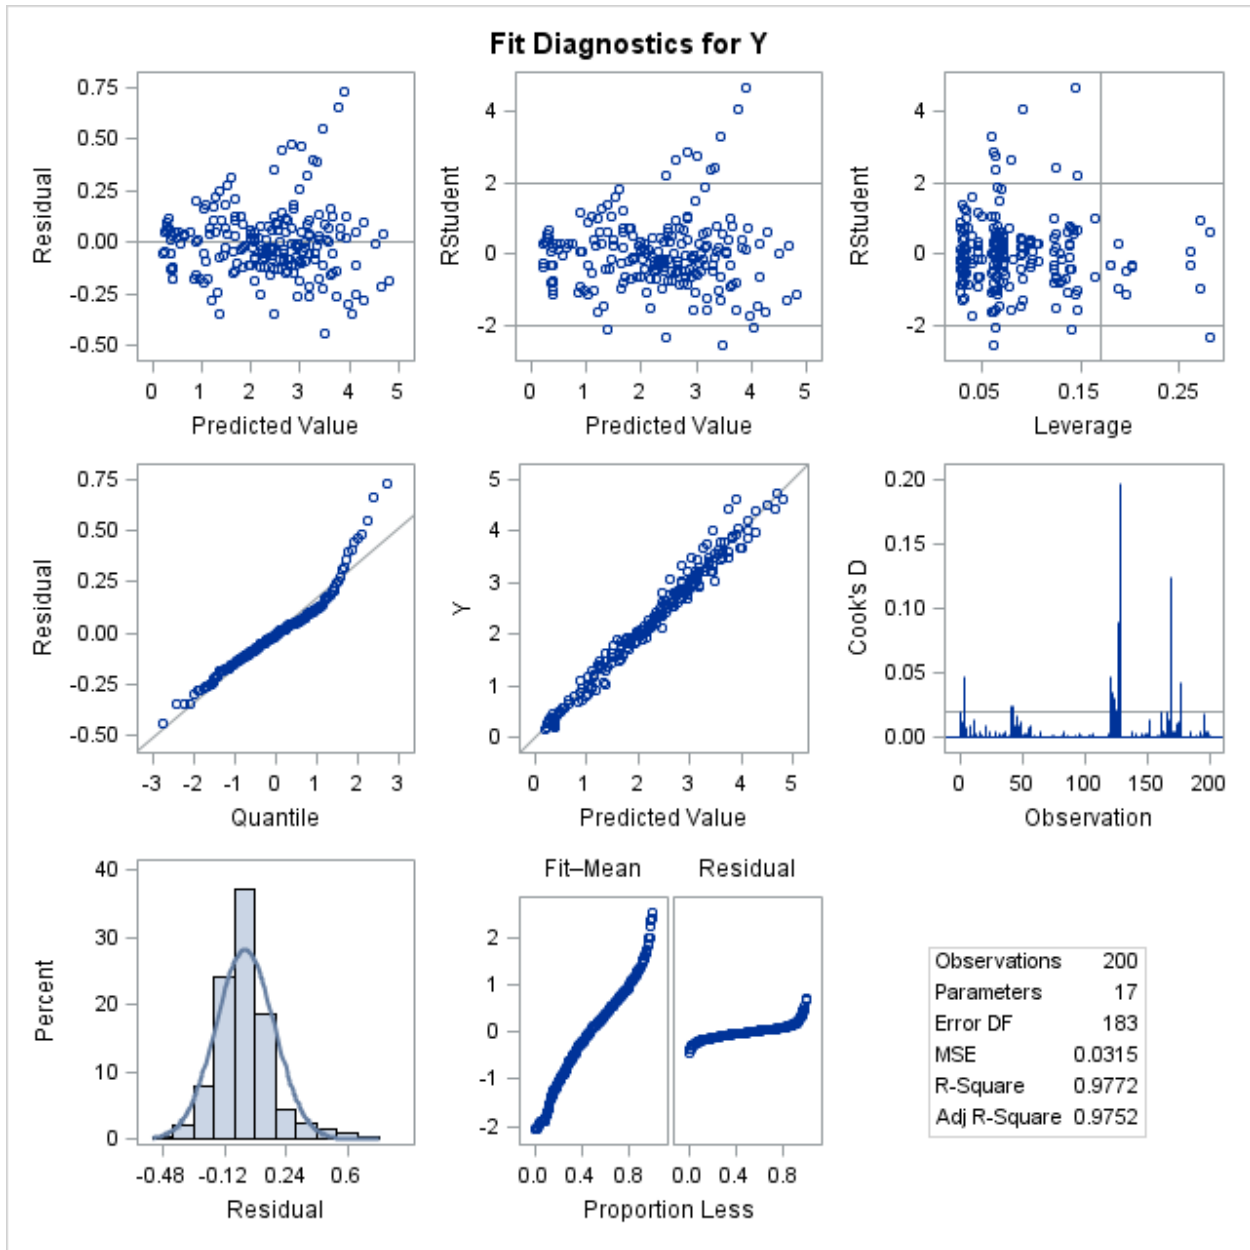 Fit Diagnostics for Y
0.75
0.50
0.25
0.00
-0.25
-0.50
Residual
0 1 2 3 4 5
Predicted Value
4
2
0
-2
RStudent
0 1 2 3 4 5
Predicted Value
4
2
0
-2
RStudent
0.05 0.15 0.25
Leverage
0.75
0.50
0.25
0.00
-0.25
-0.50
Residual
-3 -2 -1 0 1 2 3
Quantile
5
4
3
2
1
0
Y
0 1 2 3 4 5
Predicted Value
0.20
0.15
0.10
0.05
0.00
Cook's D
0 50 100 150 200
Observation
40
30
20
10
0
Percent
-0.48 -0.12 0.24 0.6
Residual
Fit–Mean Residual
2
1
0
-1
-2
0.0 0.4 0.8 0.0 0.4 0.8
Proportion Less
Observations 200
Parameters 17
Error DF 183
MSE 0.0315
R-Square 0.9772
Adj R-Square 0.9752